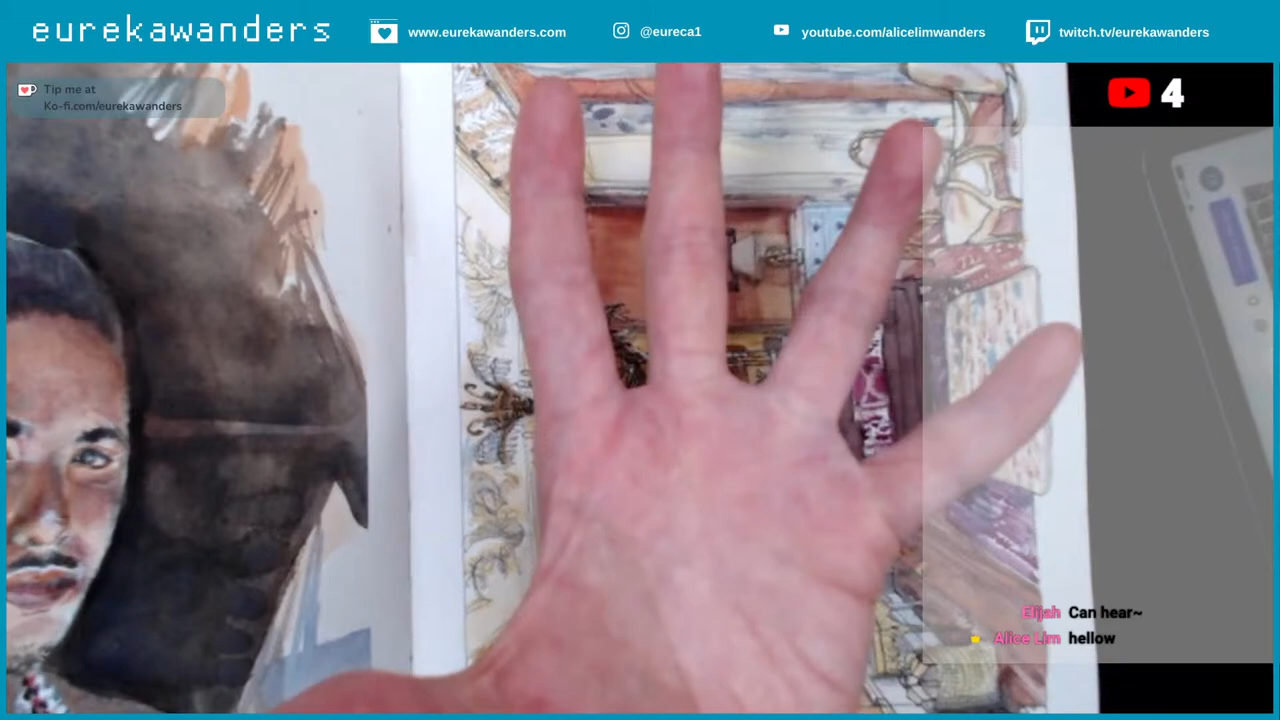 eurekawanders
www.eurekawanders.com
@eureca1
youtube.com/alicelimwanders
twitch.tv/eurekawanders
Tip me at
Ko-fi.com/eurekawanders
4
Elijah Can hear~
Alice Lim hellow